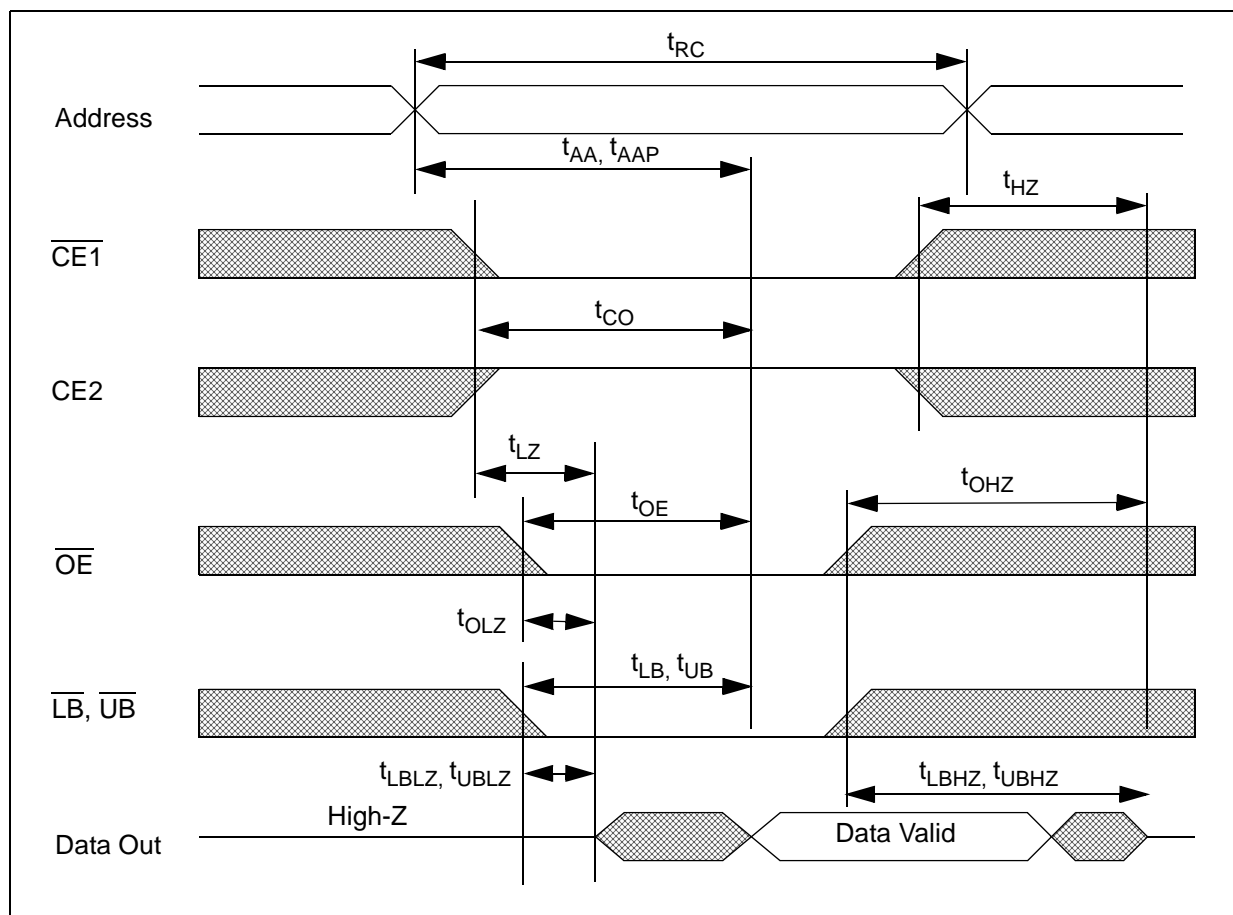 tRC
Address
tAA, tAAP
tHZ
CE1
tCO
CE2
tLZ
tOHZ
tOE
OE
tOLZ
tLB, tUB
LB, UB
tLBLZ, tUBLZ
tLBHZ, tUBHZ
High-Z
Data Valid
Data Out